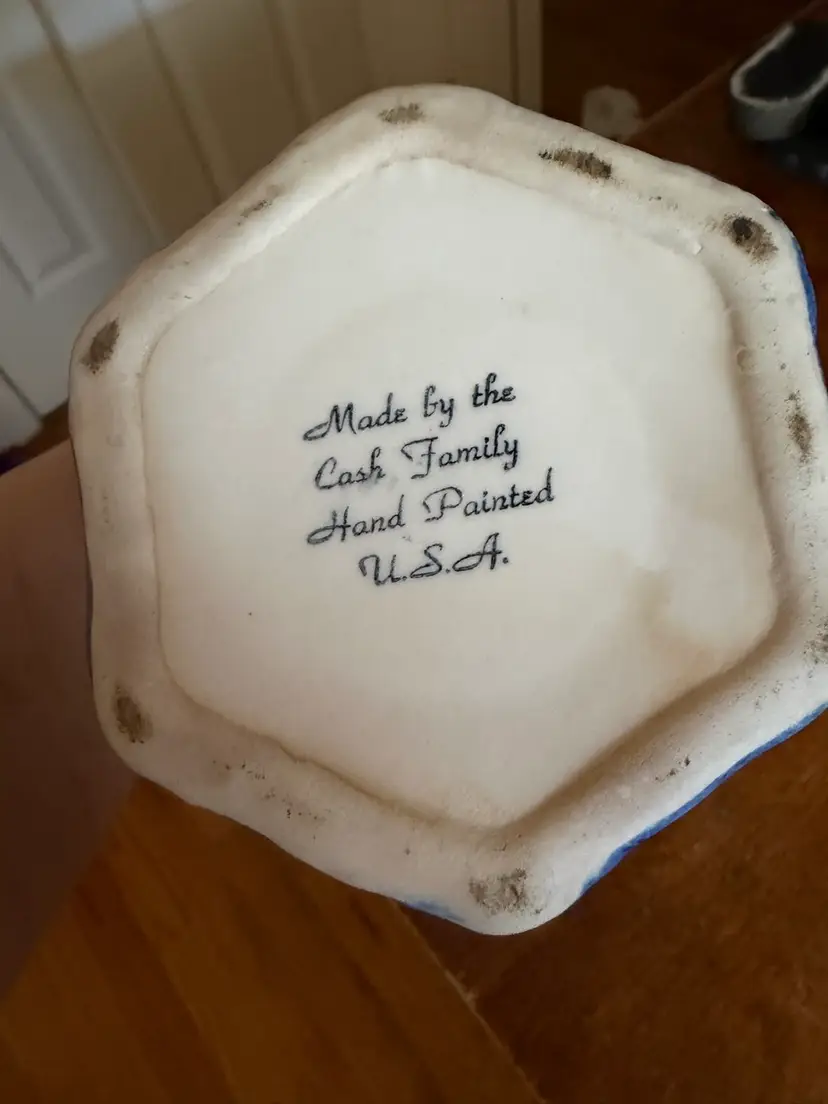 Made by the
Cash Family
Hand Painted
U.S.A.